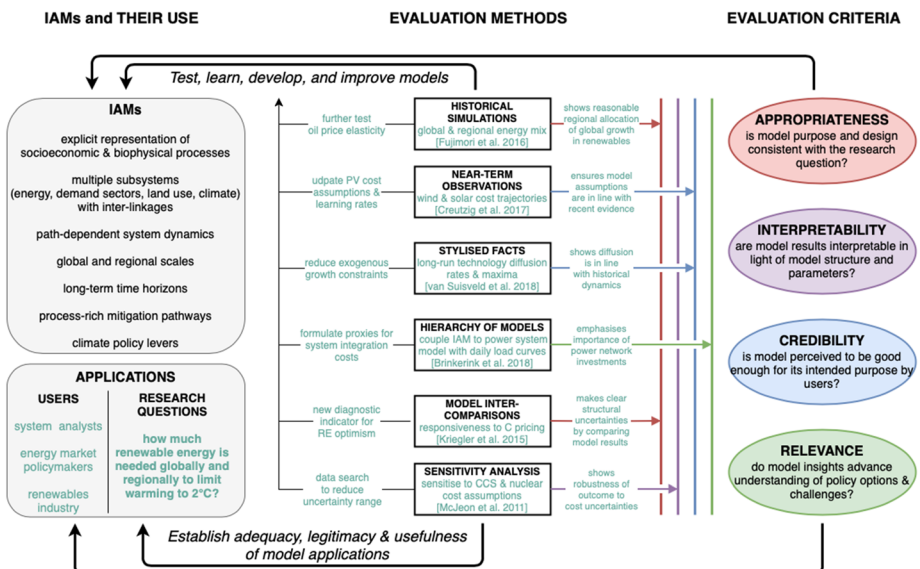 IAMs and THEIR USE
EVALUATION METHODS
EVALUATION CRITERIA
Test, learn, develop, and improve models
IAMs
explicit representation of
socioeconomic & biophysical processes
multiple subsystems
(energy, demand sectors, land use, climate)
with inter-linkages
path-dependent system dynamics
global and regional scales
long-term time horizons
process-rich mitigation pathways
climate policy levers
APPLICATIONS
USERS
system analysts
energy market
policymakers
renewables
industry
RESEARCH
QUESTIONS
how much
renewable energy is
needed globally and
regionally to limit
warming to 2°C?
further test
oil price elasticity
HISTORICAL
SIMULATIONS
global & regional energy mix
[Fujimori et al. 2016]
shows reasonable
regional allocation
of global growth
in renewables
udpate PV cost
assumptions &
learning rates
NEAR-TERM
OBSERVATIONS
wind & solar cost trajectories
[Creutzig et al. 2017]
ensures model
assumptions
are in line with
recent evidence
reduce exogenous
growth constraints
STYLISED FACTS
long-run technology diffusion
rates & maxima
[van Suisveld et al. 2018]
shows diffusion
is in line
with historical
dynamics
formulate proxies for
system integration
costs
HIERARCHY OF MODELS
couple IAM to power system
model with daily load curves
[Brinkerink et al. 2018]
emphasises
importance of
power network
investments
new diagnostic
indicator for
RE optimism
MODEL INTER-
COMPARISONS
responsiveness to C pricing
[Kriegler et al. 2015]
makes clear
structural
uncertainties
by comparing
model results
data search
to reduce
uncertainty range
SENSITIVITY ANALYSIS
sensitise to CCS & nuclear
cost assumptions
[McJeon et al. 2011]
shows
robustness of
outcome to
cost uncertainties
APPROPRIATENESS
is model purpose and design
consistent with the research
question?
INTERPRETABILITY
are model results interpretable in
light of model structure and
parameters?
CREDIBILITY
is model perceived to be good
enough for its intended purpose by
users?
RELEVANCE
do model insights advance
understanding of policy options &
challenges?
Establish adequacy, legitimacy & usefulness
of model applications